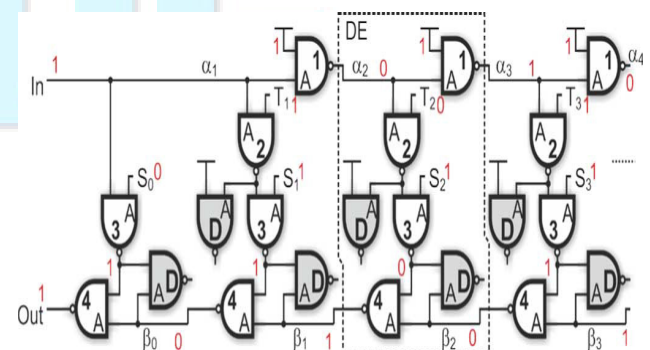 DE
1 1 1
1 1 1 α4
In 1 α1 A α2 0 A α3 1 A 0
T1 1 T2 0 T3 1
A 2 A 2 A 2
S0 0 S1 1 S2 1 S3 1
3 A D A 3 A D A 3 A D A 3 A
1 A D 1 A D 0 A D 1 A D
Out 1 4 A 4 A 4 A 4 A
β0 0 β1 1 β2 0 β3 1